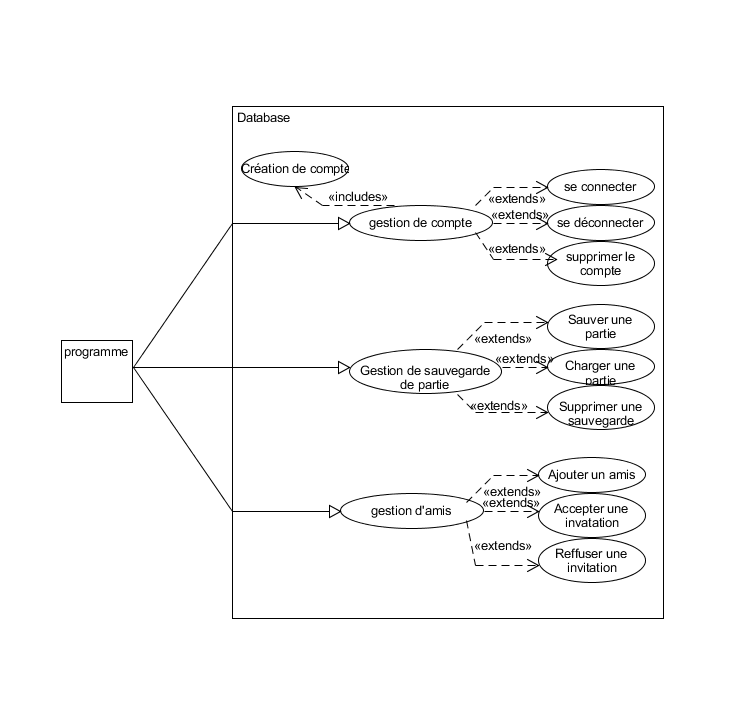 Database
Création de compte
«includes»
se connecter
«extends»
«extends»
gestion de compte
se déconnecter
«extends»
supprimer le
compte
programme
Sauver une
partie
«extends»
«extends»
Gestion de sauvegarde
de partie
Charger une
partie
«extends»
Supprimer une
sauvegarde
Ajouter un amis
«extends»
«extends»
gestion d'amis
Accepter une
invatation
«extends»
Reffuser une
invitation